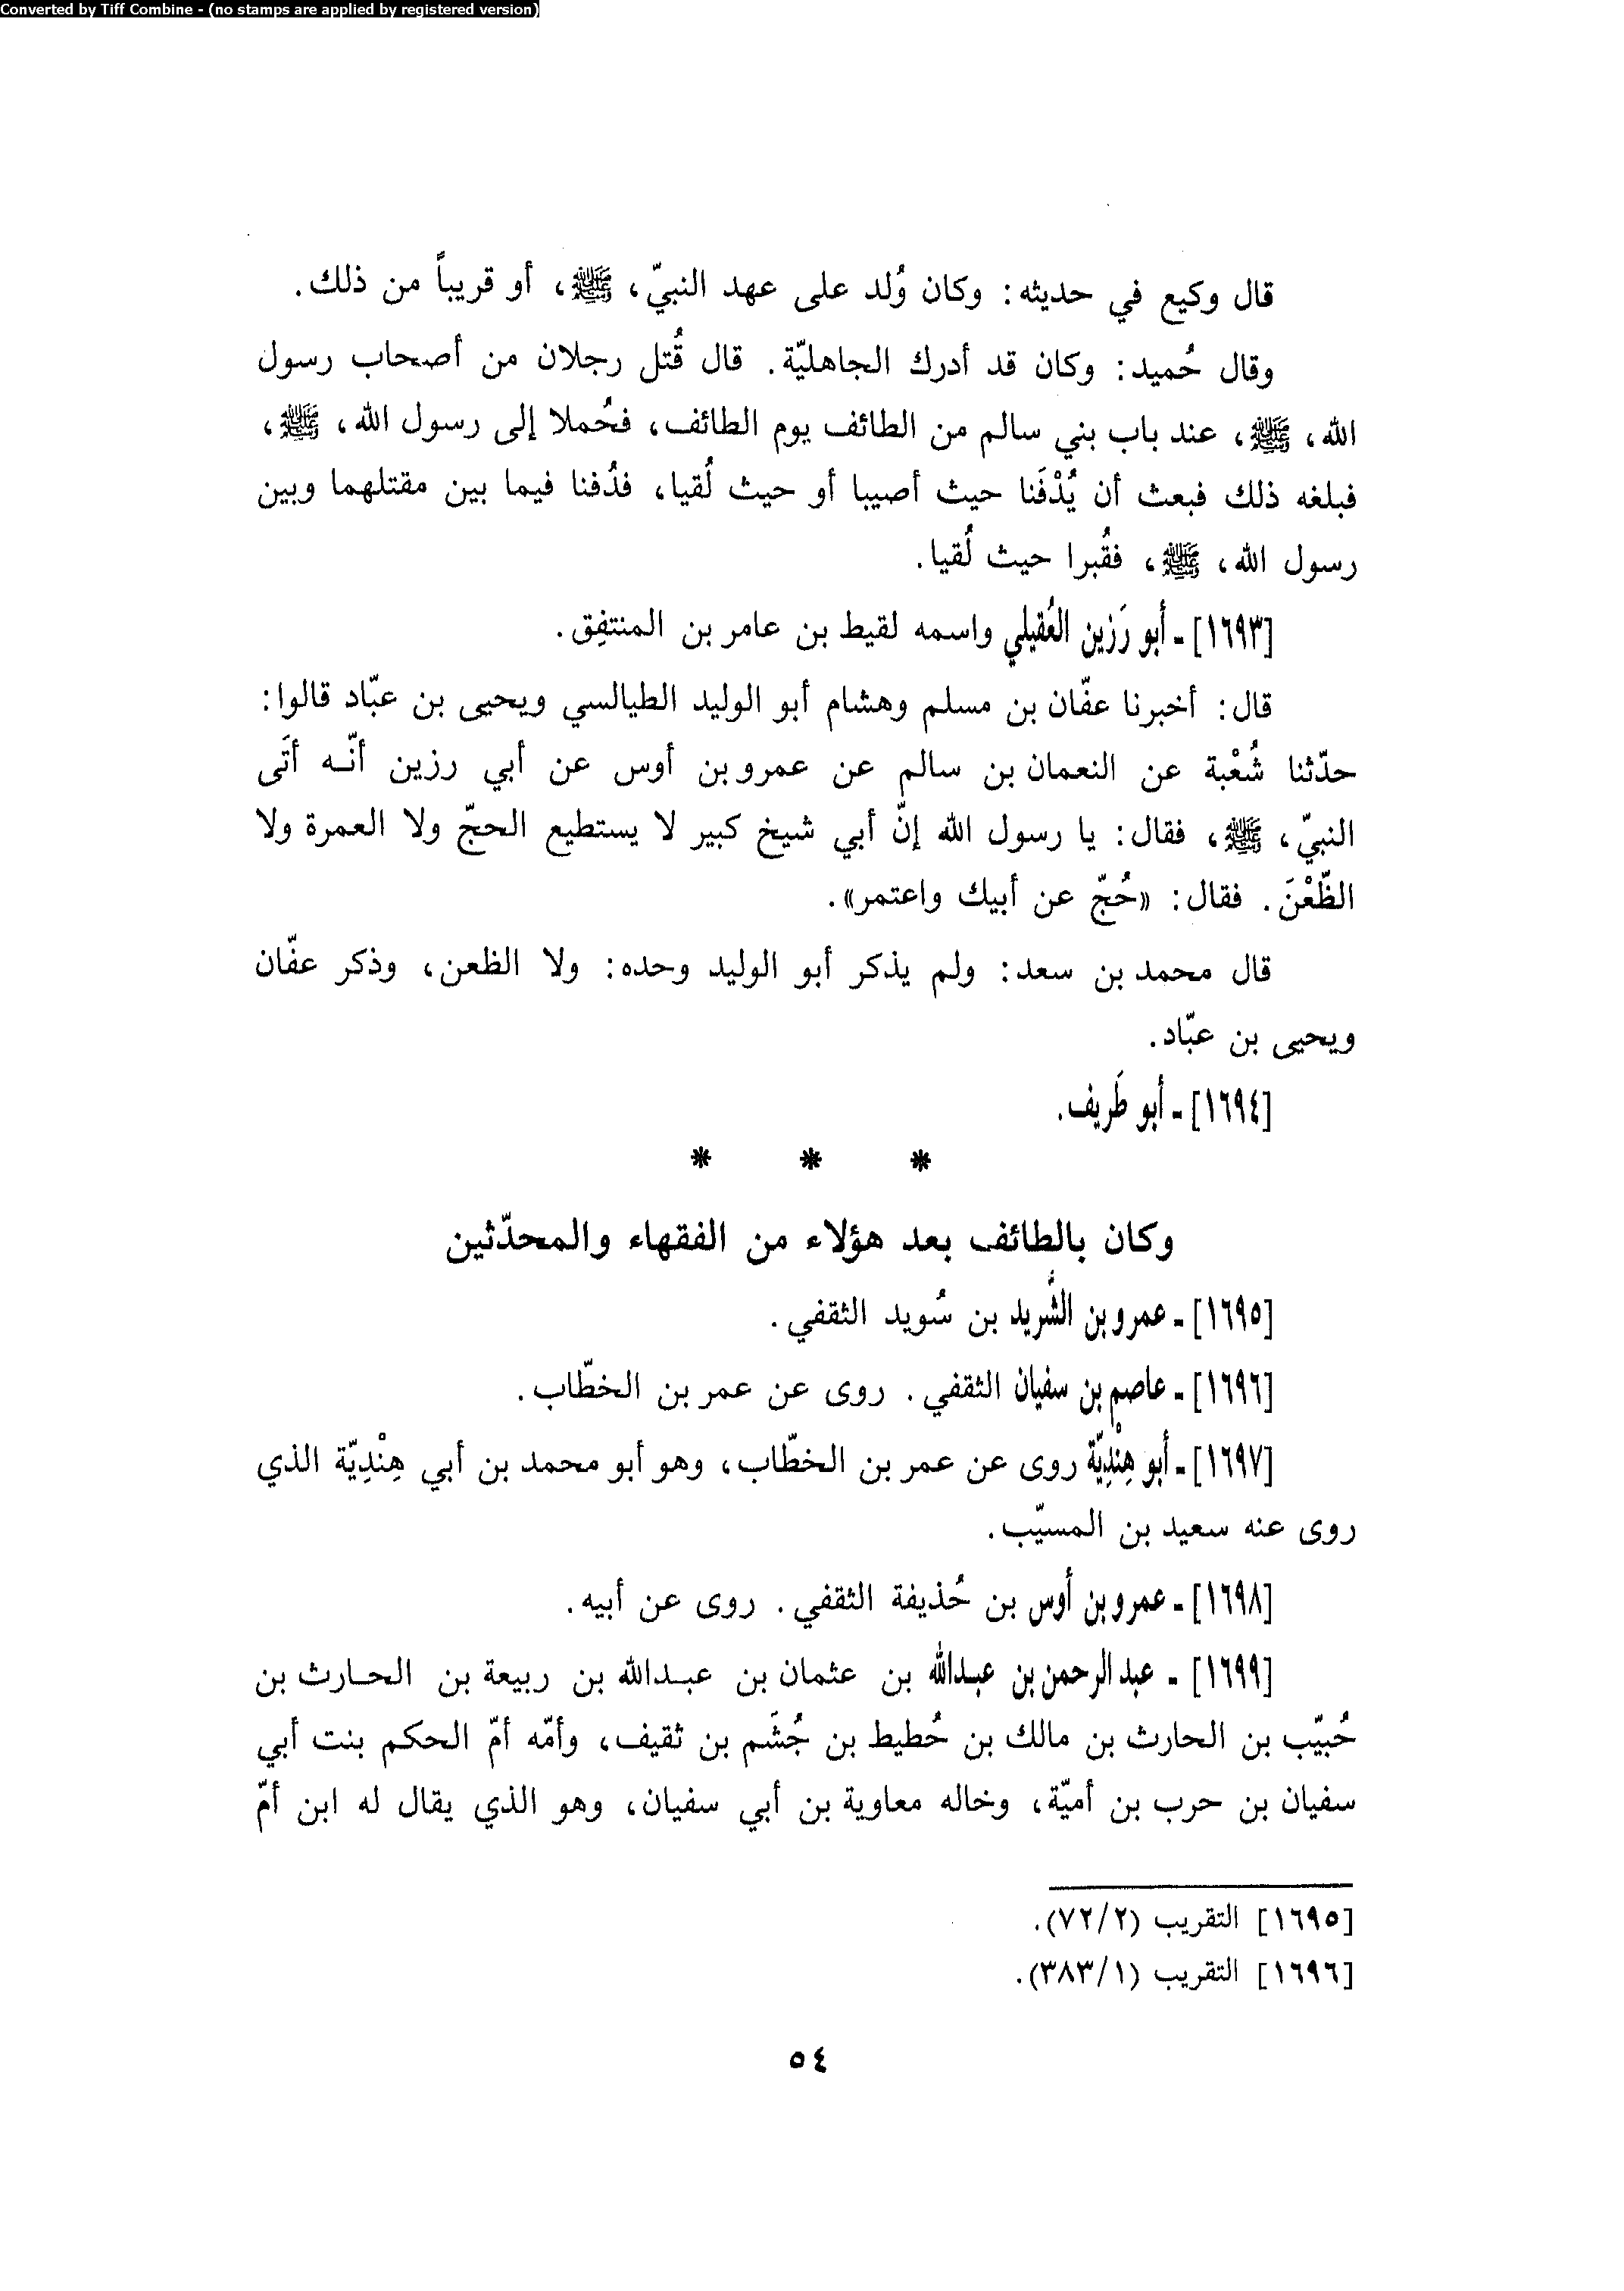 Converted by Tiff Combine - (no stamps are applied by registered version)
قال وكيع في حديثه: وكان وُلد على عهد النبيّ، ﷺ، أو قريباً من ذلك.
وقال حُميد: وكان قد أدرك الجاهليّة. قال قُتل رجلان من أصحاب رسول
الله، ﷺ، عند باب بني سالم من الطائف يوم الطائف، فحُملا إلى رسول الله، ﷺ،
فبلغه ذلك فبعث أن يُدْفَنا حيث أصيبا أو حيث لُقيا، فدُفنا فيما بين مقتلهما وبين
رسول الله، ﷺ، فقُبرا حيث لُقيا.
[١٦٩٣] - أبو رَزين العُقيلي واسمه لقيط بن عامر بن المنتفِق.
قال: أخبرنا عفّان بن مسلم وهشام أبو الوليد الطيالسي ويحيى بن عبّاد قالوا:
حدّثنا شُعْبة عن النعمان بن سالم عن عمرو بن أوس عن أبي رزين أنّه أتَى
النبيّ، ﷺ، فقال: يا رسول الله إنّ أبي شيخ كبير لا يستطيع الحجّ ولا العمرة ولا
الظّعْنَ. فقال: «حُجّ عن أبيك واعتمر».
قال محمد بن سعد: ولم يذكر أبو الوليد وحده: ولا الظعن، وذكر عفّان
ويحيى بن عبّاد.
[١٦٩٤] - أبو طَريف.
* * *
وكان بالطائف بعد هؤلاء من الفقهاء والمحدّثين
[١٦٩٥] - عمرو بن الشَّريد بن سُويد الثقفي.
[١٦٩٦] - عاصم بن سفيان الثقفي. روى عن عمر بن الخطّاب.
[١٦٩٧] - أبو هِنْدِيّة روى عن عمر بن الخطّاب، وهو أبو محمد بن أبي هِنْدِيّة الذي
روى عنه سعيد بن المسيّب.
[١٦٩٨] - عمرو بن أوس بن حُذيفة الثقفي. روى عن أبيه.
[١٦٩٩] - عبد الرحمن بن عبدالله بن عثمان بن عبدالله بن ربيعة بن الحارث بن
حُبيّب بن الحارث بن مالك بن حُطيط بن جُشَم بن ثقيف، وأمّه أمّ الحكم بنت أبي
سفيان بن حرب بن أميّة، وخاله معاوية بن أبي سفيان، وهو الذي يقال له ابن أمّ
[١٦٩٥] التقريب (٧٢/٢).
[١٦٩٦] التقريب (٣٨٣/١).
٥٤